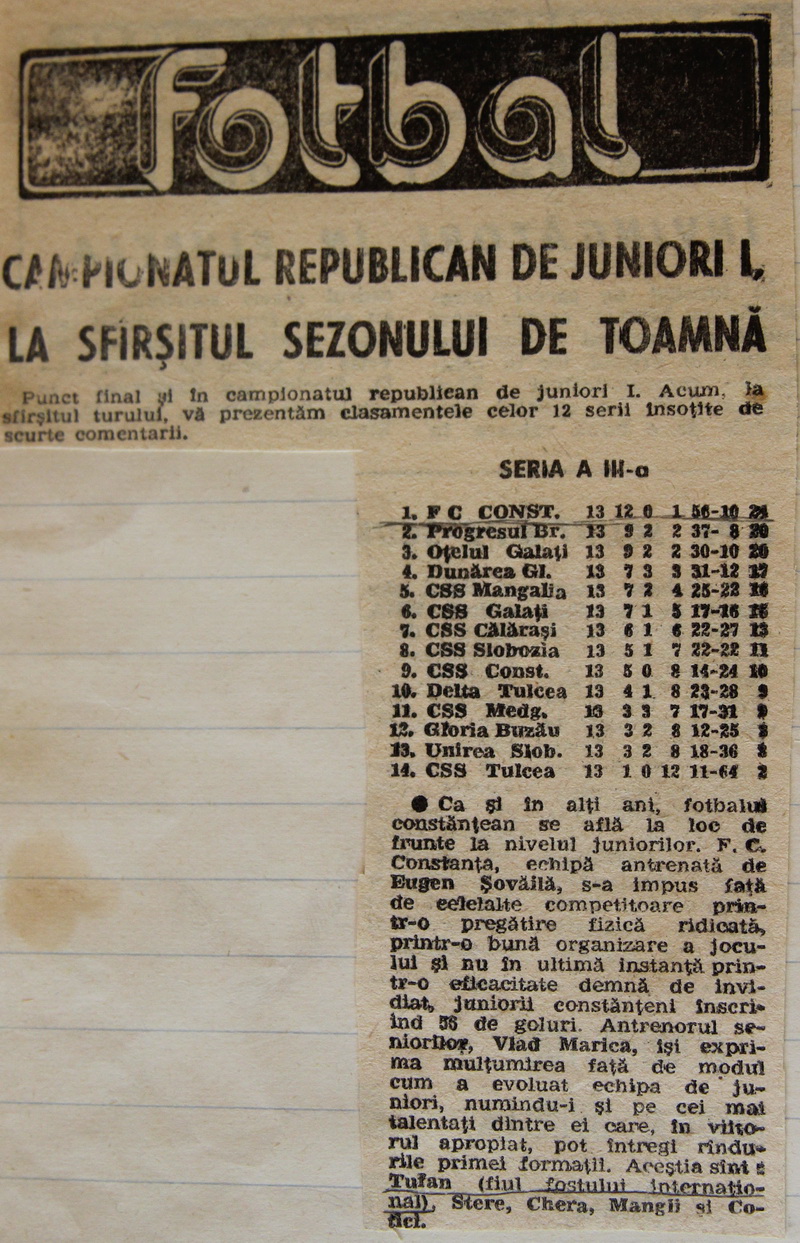 fotbal
CAMPIONATUL REPUBLICAN DE JUNIORI I,
LA SFÎRŞITUL SEZONULUI DE TOAMNĂ
Punct final şi în campionatul republican de juniori I. Acum, la
sfîrşitul turului, vă prezentăm clasamentele celor 12 serii însoţite de
scurte comentarii.
SERIA A III-a
1. F C CONST. 13 12 0 1 56-10 24
2. Progresul Br. 13 9 2 2 37- 8 20
3. Oţelul Galaţi 13 9 2 2 30-10 20
4. Dunărea Gl. 13 7 3 3 31-12 17
5. CSS Mangalia 13 7 2 4 25-22 16
6. CSS Galaţi 13 7 1 5 17-16 15
7. CSS Călăraşi 13 6 1 6 22-27 13
8. CSS Slobozia 13 5 1 7 22-22 11
9. CSS Const. 13 5 0 8 14-24 10
10. Delta Tulcea 13 4 1 8 23-28 9
11. CSS Medg. 13 3 3 7 17-31 9
12. Gloria Buzău 13 3 2 8 12-25 8
13. Unirea Slob. 13 3 2 8 18-36 8
14. CSS Tulcea 13 1 0 12 11-64 2
● Ca şi în alţi ani, fotbalul
constănţean se află la loc de
frunte la nivelul juniorilor. F. C.
Constanţa, echipă antrenată de
Eugen Şovăilă, s-a impus faţă
de celelalte competitoare prin-
tr-o pregătire fizică ridicată,
printr-o bună organizare a jocu-
lui şi nu în ultimă instanţă prin-
tr-o eficacitate demnă de invi-
diat, juniorii constănţeni înscri-
ind 56 de goluri. Antrenorul se-
niorilor, Vlad Marica, îşi expri-
ma mulţumirea faţă de modul
cum a evoluat echipa de ju-
niori, numindu-i şi pe cei mai
talentaţi dintre ei care, în viito-
rul apropiat, pot întregi rîndu-
rile primei formaţii. Aceştia sînt :
Tufan (fiul fostului internaţio-
nal), Stere, Chera, Mangîi şi Co-
fici.